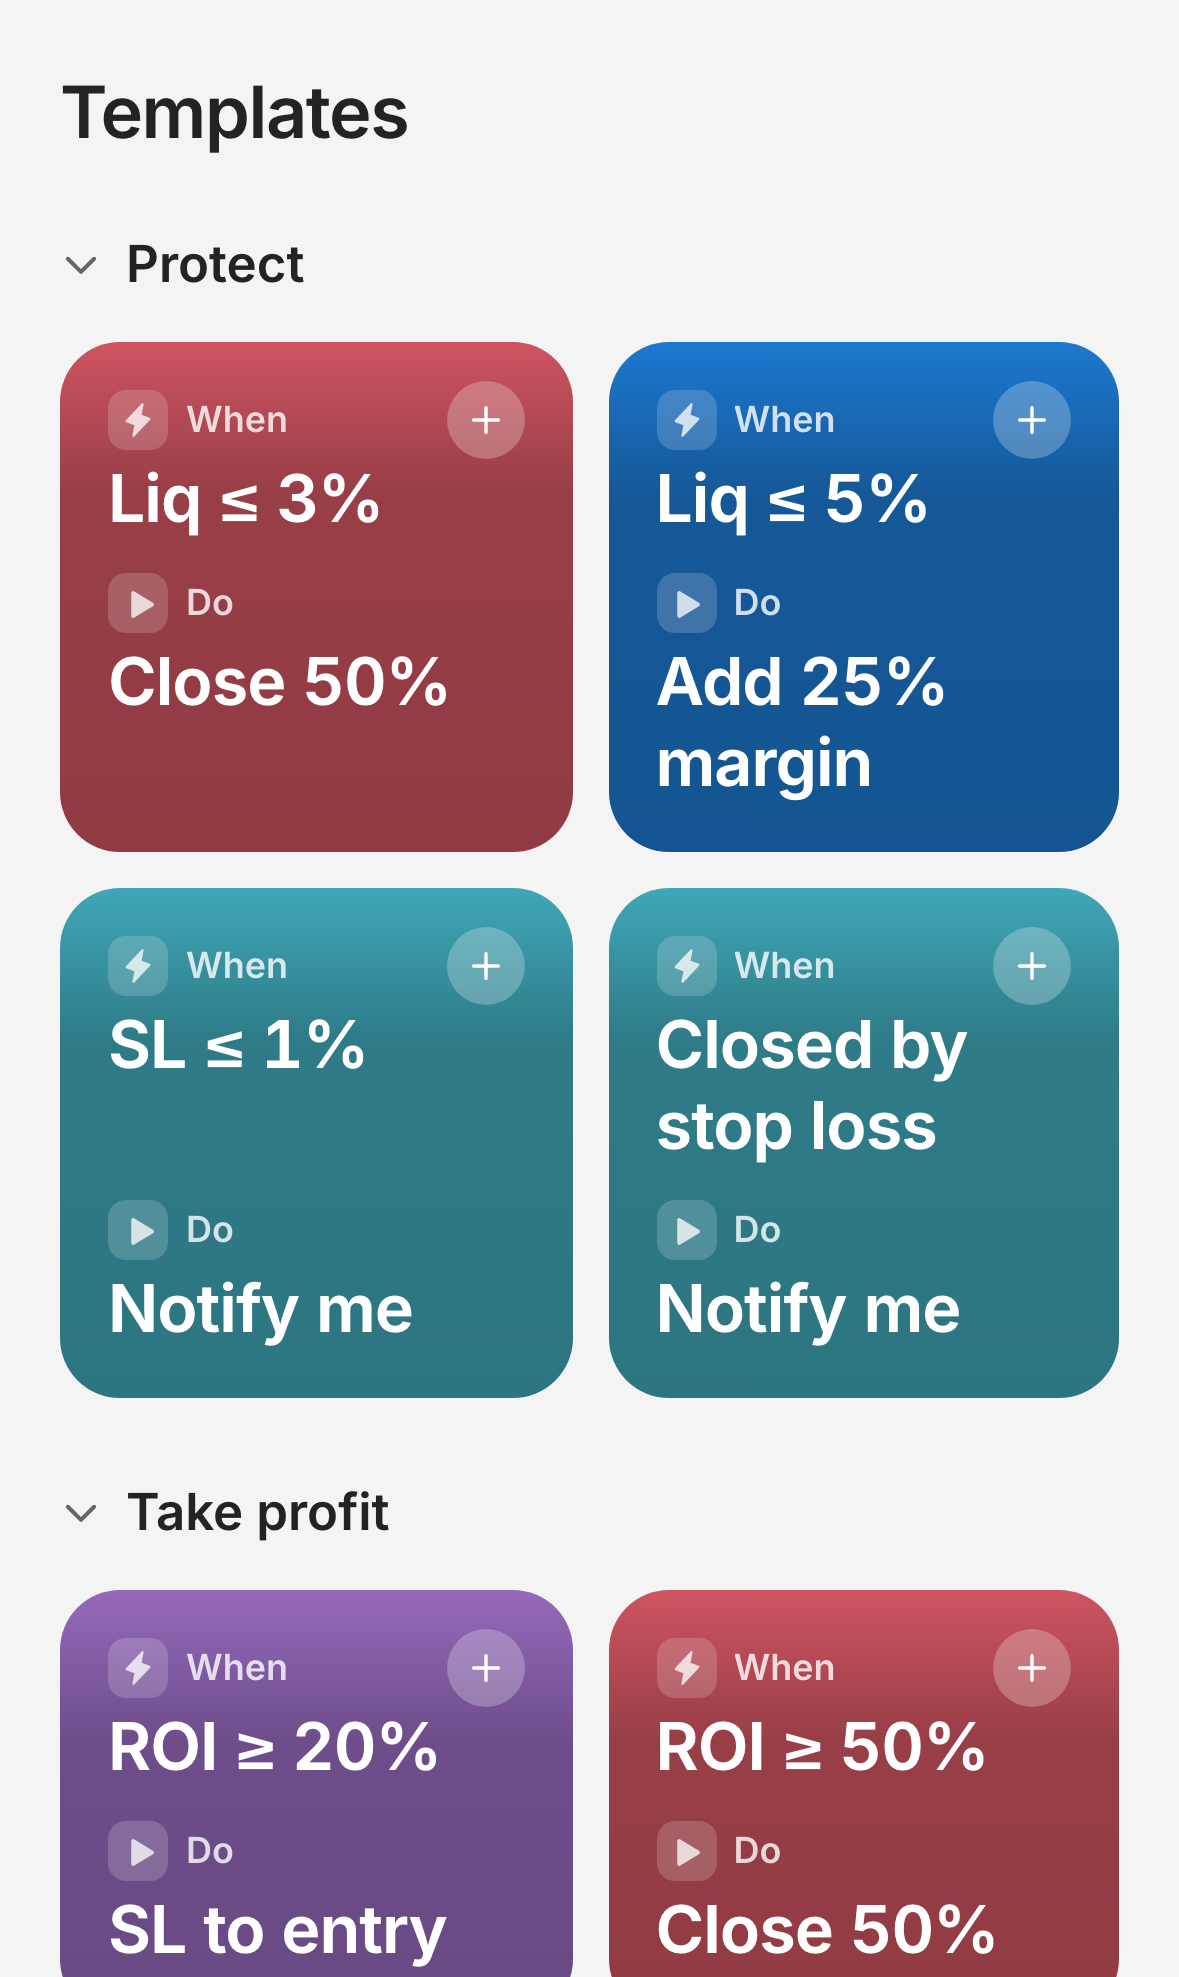 Templates
Protect
When
Liq ≤ 3%
Do
Close 50%
When
Liq ≤ 5%
Do
Add 25%
margin
When
SL ≤ 1%
Do
Notify me
When
Closed by
stop loss
Do
Notify me
Take profit
When
ROI ≥ 20%
Do
SL to entry
When
ROI ≥ 50%
Do
Close 50%